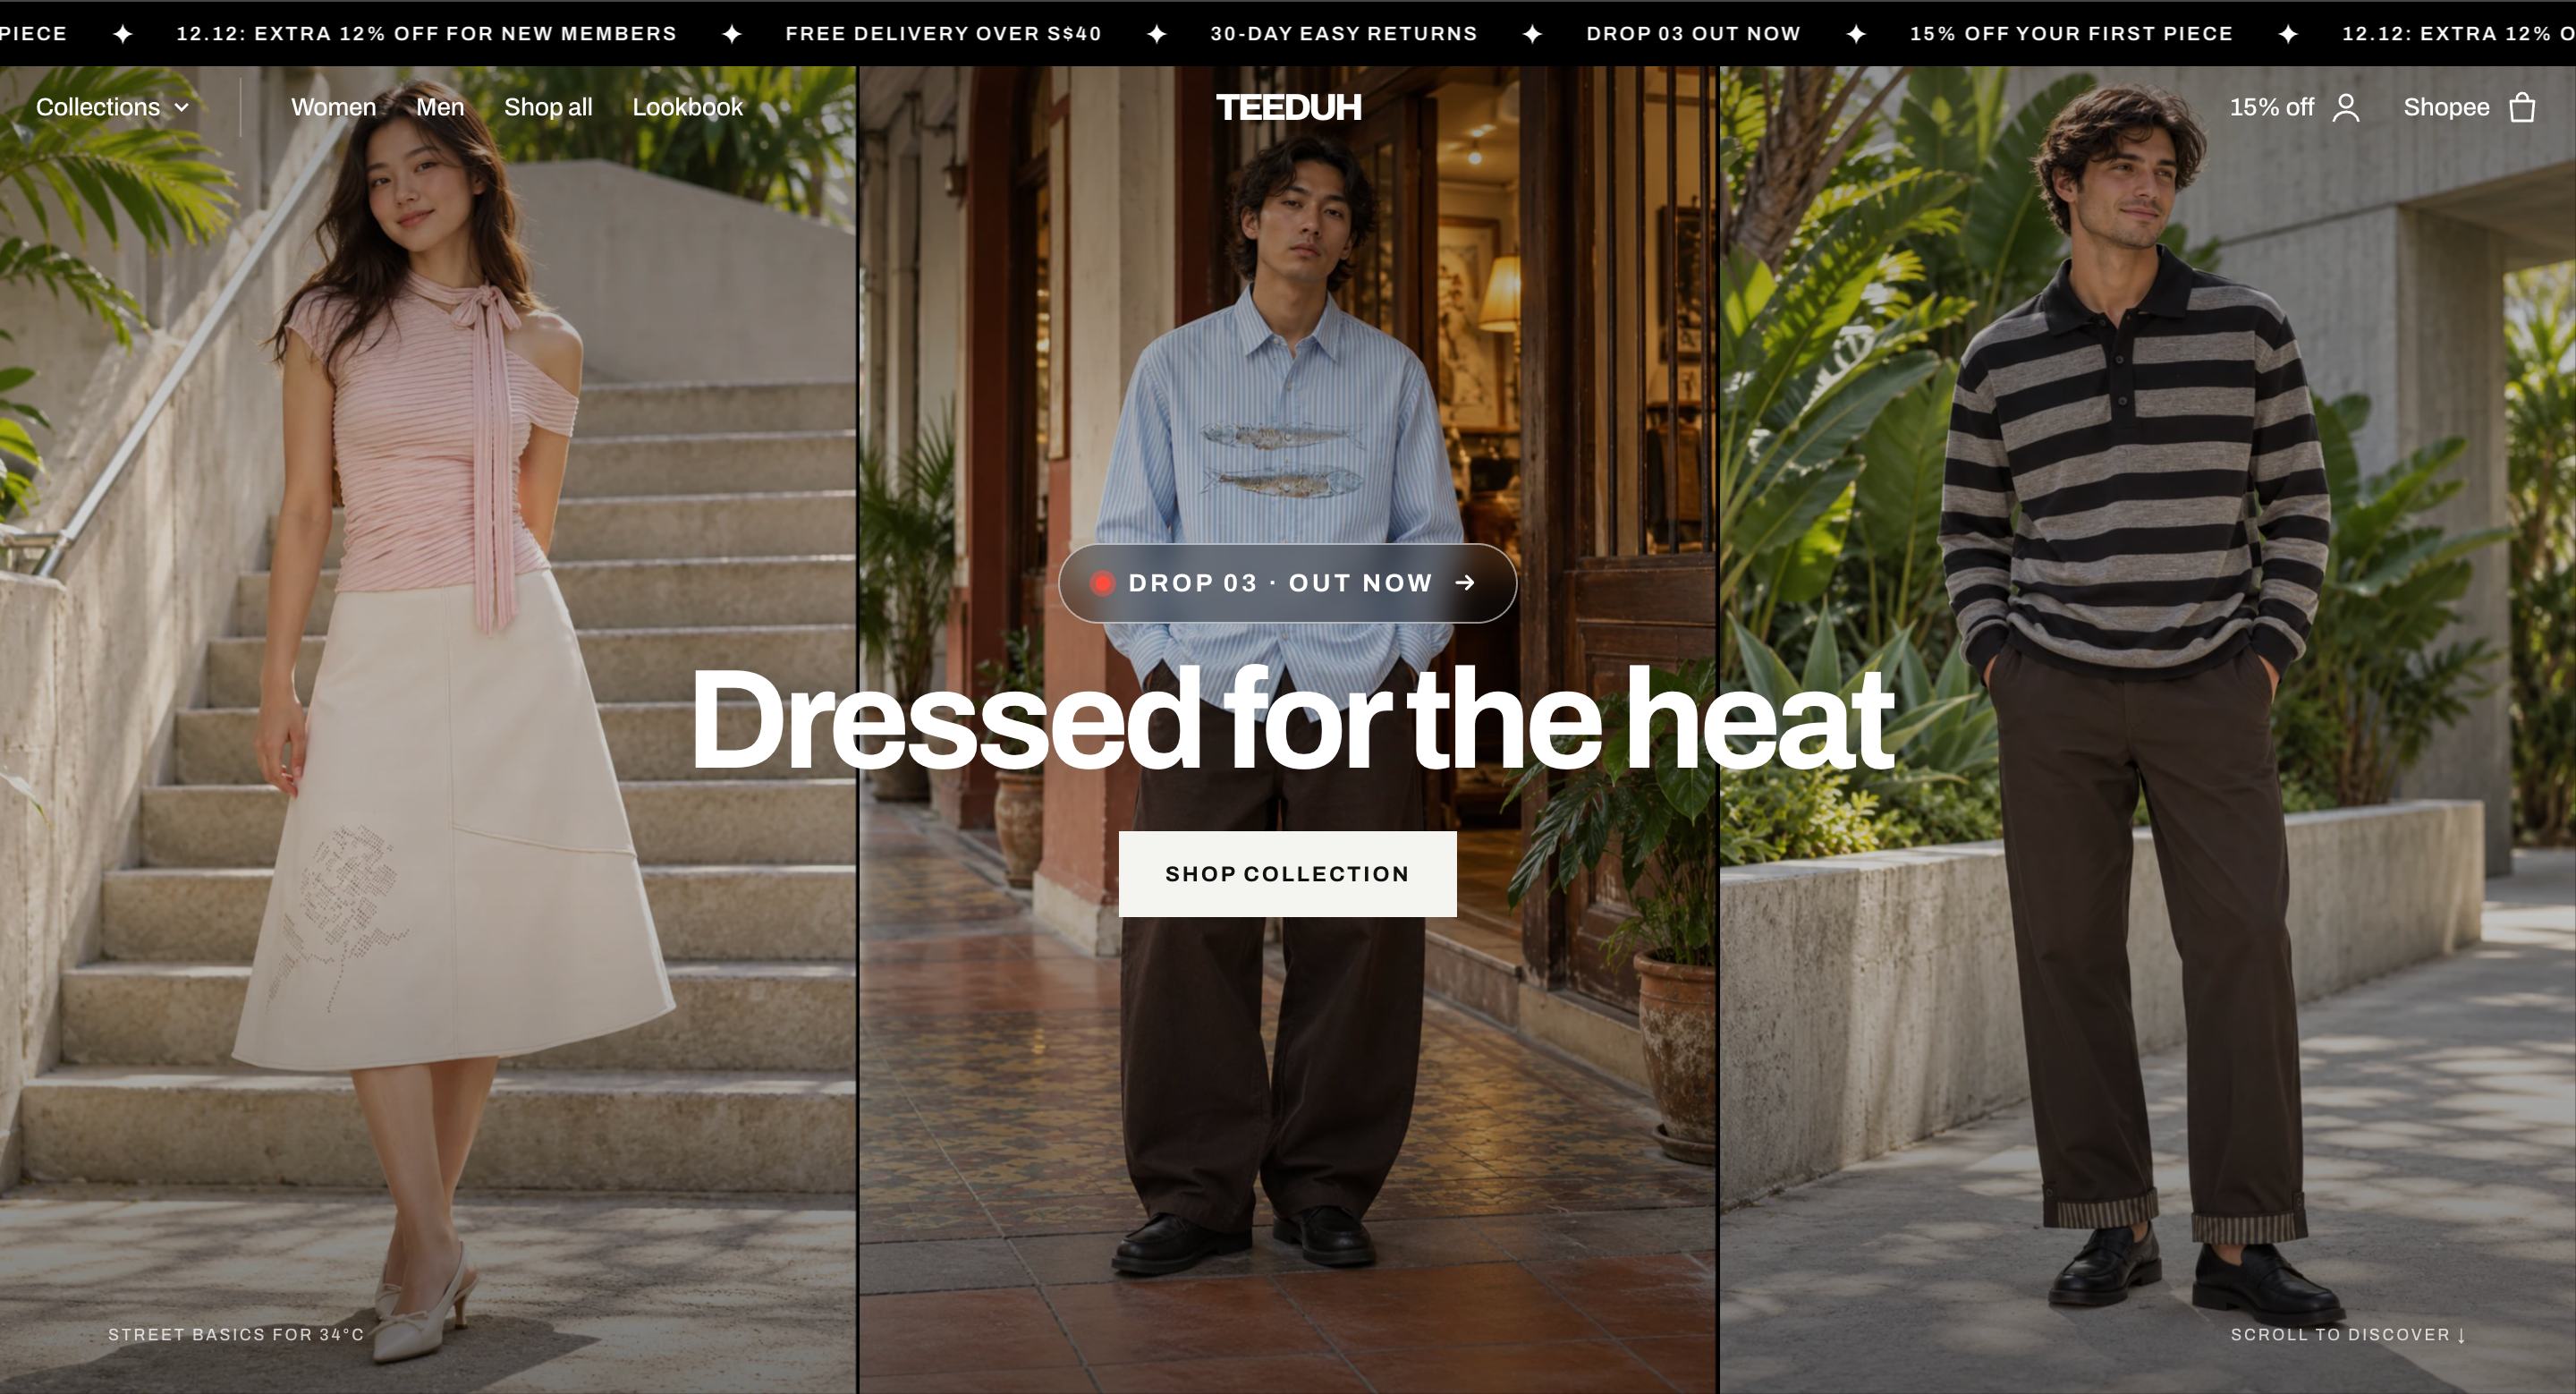 PIECE ✦ 12.12: EXTRA 12% OFF FOR NEW MEMBERS ✦ FREE DELIVERY OVER S$40 ✦ 30-DAY EASY RETURNS ✦ DROP 03 OUT NOW ✦ 15% OFF YOUR FIRST PIECE ✦ 12.12: EXTRA 12% O
Collections Women Men Shop all Lookbook TEEDUH 15% off Shopee
DROP 03 · OUT NOW →
Dressed for the heat
SHOP COLLECTION
STREET BASICS FOR 34°C SCROLL TO DISCOVER ↓